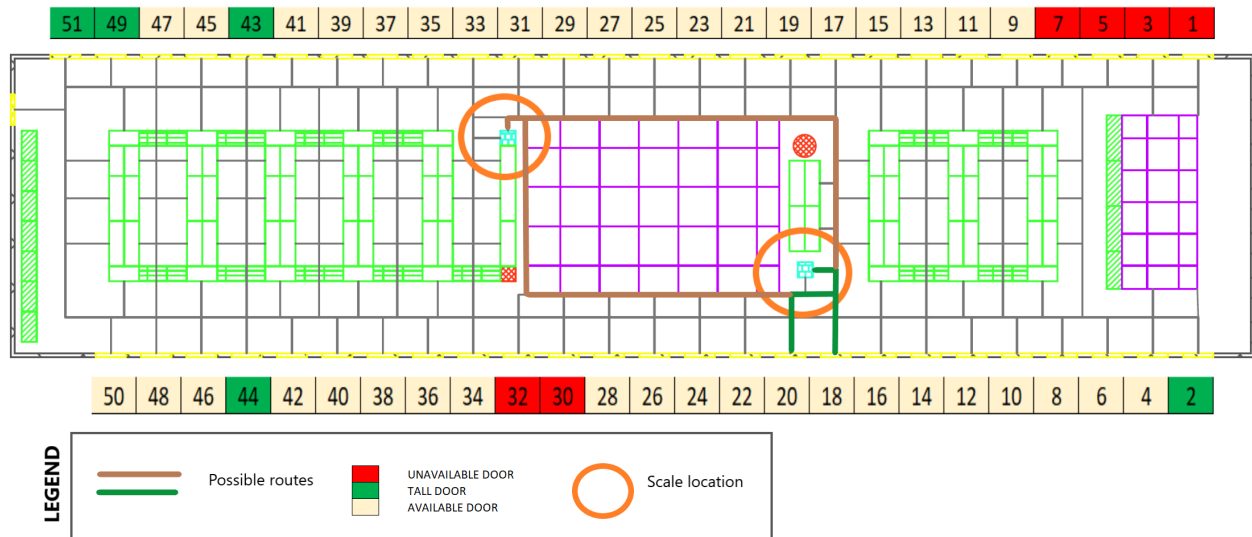 51 49 47 45 43 41 39 37 35 33 31 29 27 25 23 21 19 17 15 13 11 9 7 5 3 1
50 48 46 44 42 40 38 36 34 32 30 28 26 24 22 20 18 16 14 12 10 8 6 4 2
LEGEND
Possible routes
UNAVAILABLE DOOR
TALL DOOR
AVAILABLE DOOR
Scale location